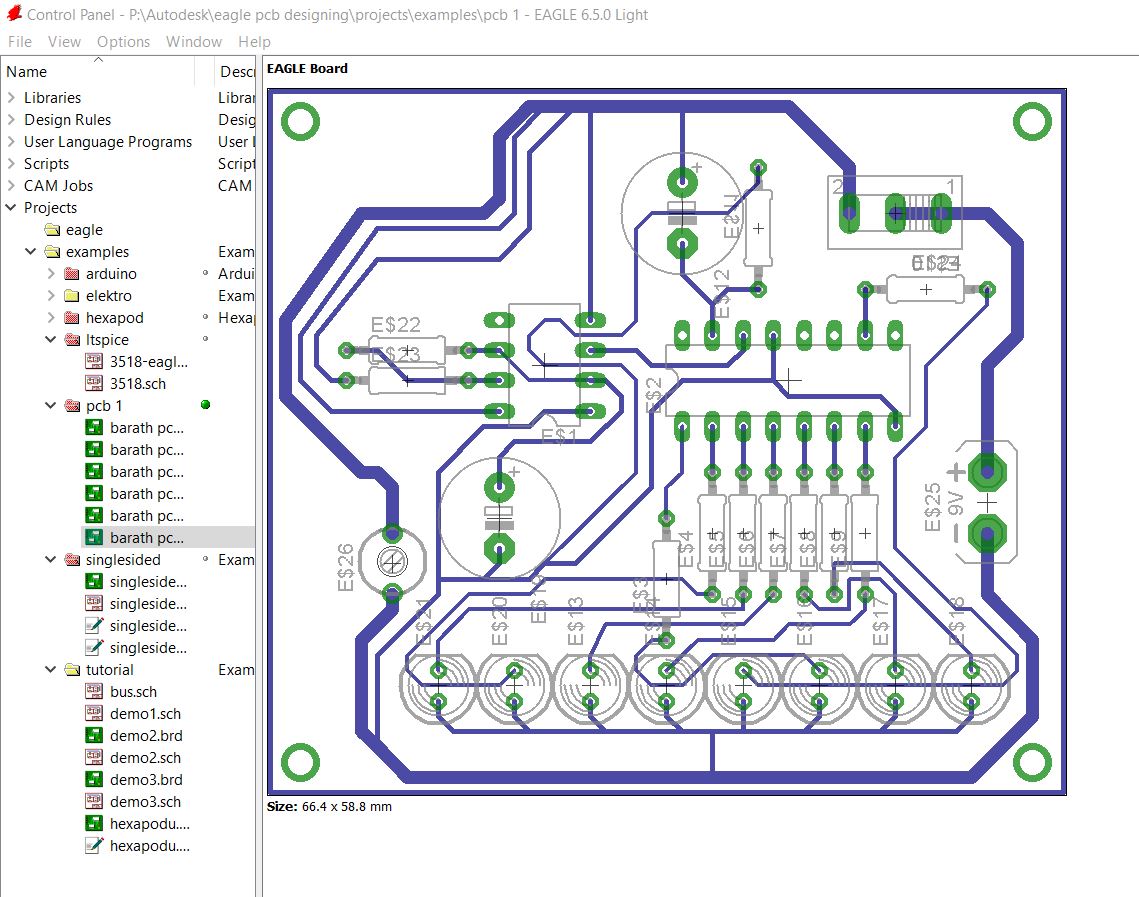 Control Panel - P:\Autodesk\eagle pcb designing\projects\examples\pcb 1 - EAGLE 6.5.0 Light
File View Options Window Help
Name Descr
Libraries Librar
Design Rules Desig
User Language Programs User l
Scripts Script
CAM Jobs CAM
Projects
eagle
examples Exam
arduino Ardui
elektro Exam
hexapod Hexa
ltspice
3518-eagl...
3518.sch
pcb 1
barath pc...
barath pc...
barath pc...
barath pc...
barath pc...
barath pc...
singlesided Exam
singleside...
singleside...
singleside...
singleside...
tutorial Exam
bus.sch
demo1.sch
demo2.brd
demo2.sch
demo3.brd
demo3.sch
hexapodu....
hexapodu....
EAGLE Board
+
2 1
E$12
E$22
E$23
E$2
E$1
+
E$25
+
9V
-
E$26
E$4
E$5
E$6
E$7
E$8
E$9
E$3
E$21
E$20
E$19
E$13
E$15
E$16
E$17
E$18
Size: 66.4 x 58.8 mm